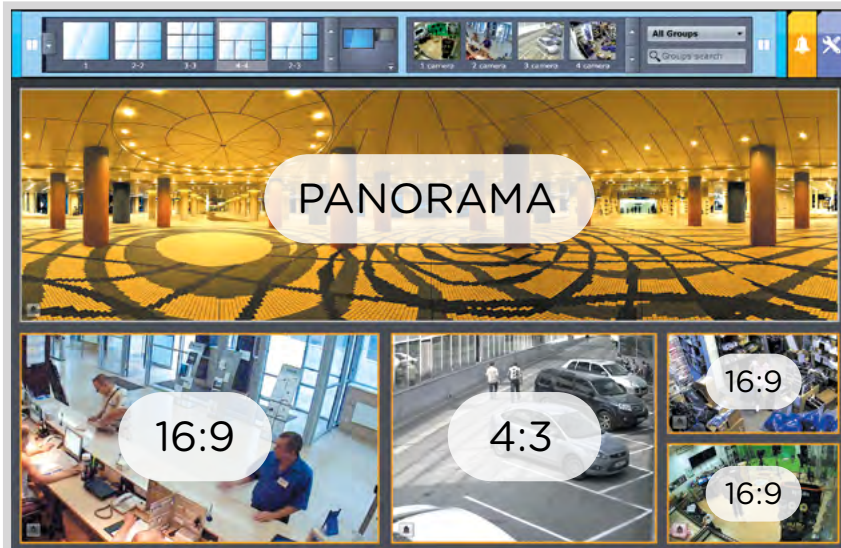 1
2-2
3-3
4-4
2-3
1 camera
2 camera
3 camera
4 camera
All Groups
Groups search
PANORAMA
16:9
4:3
16:9
16:9